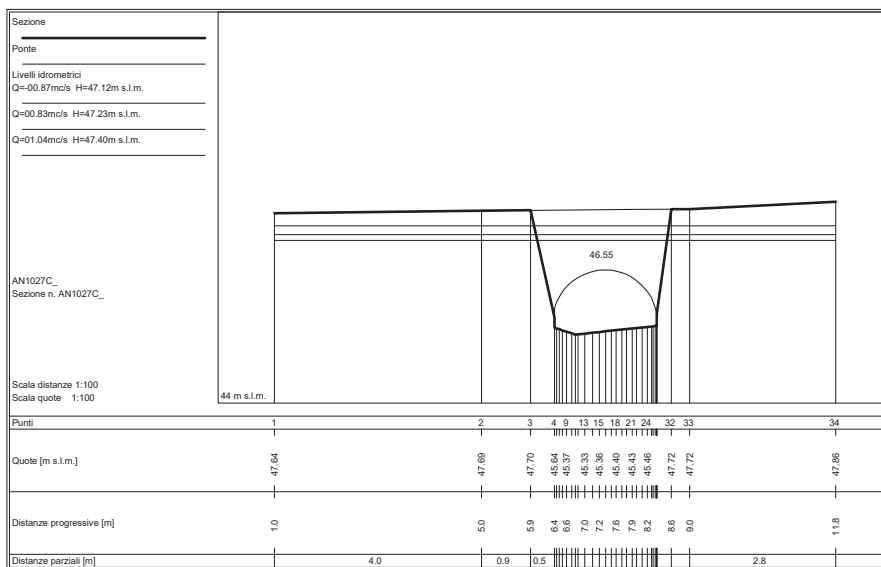 Sezione
Ponte
Livelli idrometrici
Q=-00.87mc/s H=47.12m s.l.m.
Q=00.83mc/s H=47.23m s.l.m.
Q=01.04mc/s H=47.40m s.l.m.
46.55
AN1027C_
Sezione n. AN1027C_
Scala distanze 1:100
Scala quote 1:100
44 m s.l.m.
Punti 1 2 3 4 9 13 15 18 21 24 32 33 34
Quote [m s.l.m.] 47.64 47.69 47.70 45.64 45.37 45.33 45.36 45.40 45.43 45.46 47.72 47.72 47.86
Distanze progressive [m] 1.0 5.0 5.9 6.4 6.6 7.0 7.2 7.6 7.9 8.2 8.6 9.0 11.8
Distanze parziali [m] 4.0 0.9 0.5 2.8